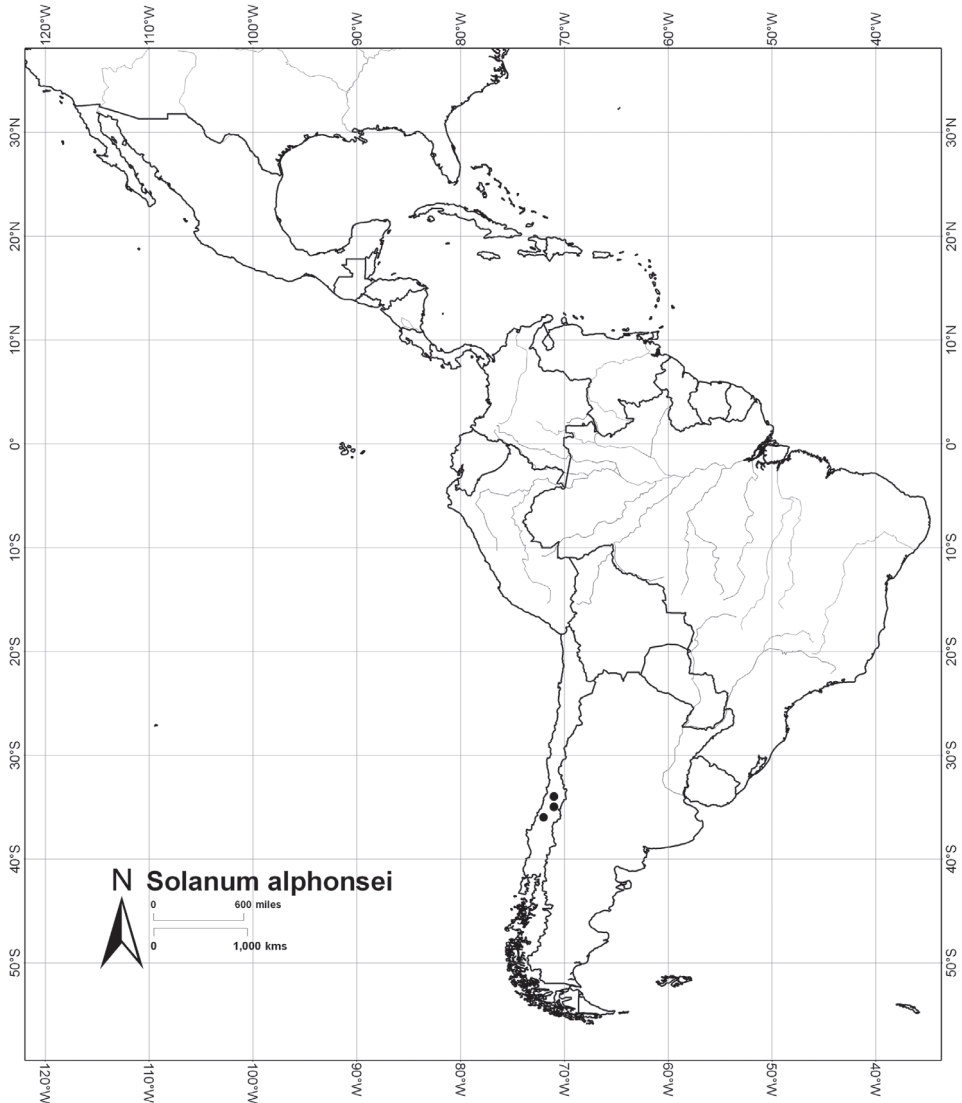 120°W 110°W 100°W 90°W 80°W 70°W 60°W 50°W 40°W
30°N 30°N
20°N 20°N
10°N 10°N
0° 0°
10°S 10°S
20°S 20°S
30°S 30°S
40°S 40°S
N Solanum alphonsei
0 600 miles
0 1,000 kms
50°S 50°S
120°W 110°W 100°W 90°W 80°W 70°W 60°W 50°W 40°W